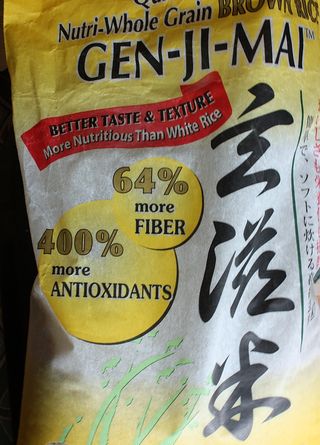 Nutri-Whole Grain BROWN RICE
GEN-JI-MAI™
BETTER TASTE & TEXTURE
More Nutritious Than White Rice
64%
more
FIBER
400%
more
ANTIOXIDANTS
玄滋米
で、ソフトに炊ける